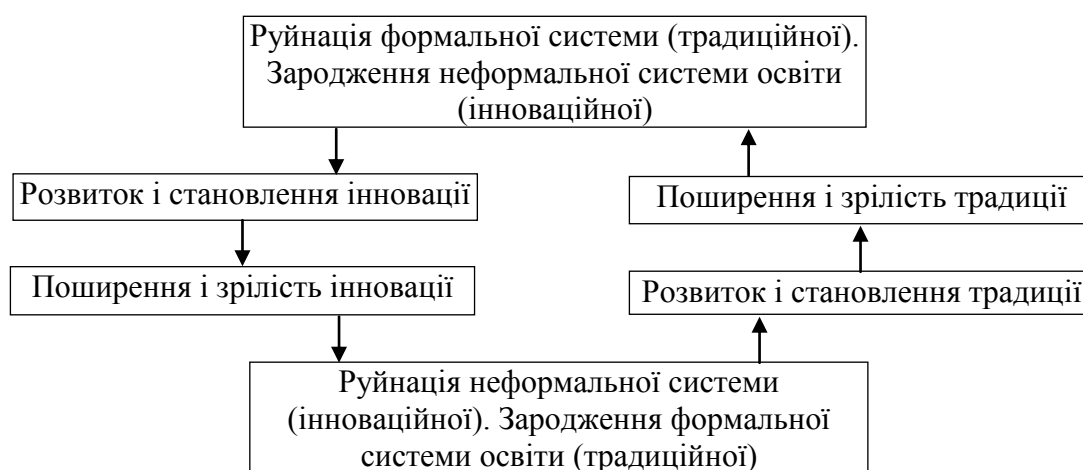 Руйнація формальної системи (традиційної).
Зародження неформальної системи освіти
(інноваційної)
Розвиток і становлення інновації
Поширення і зрілість традиції
Поширення і зрілість інновації
Розвиток і становлення традиції
Руйнація неформальної системи
(інноваційної). Зародження формальної
системи освіти (традиційної)